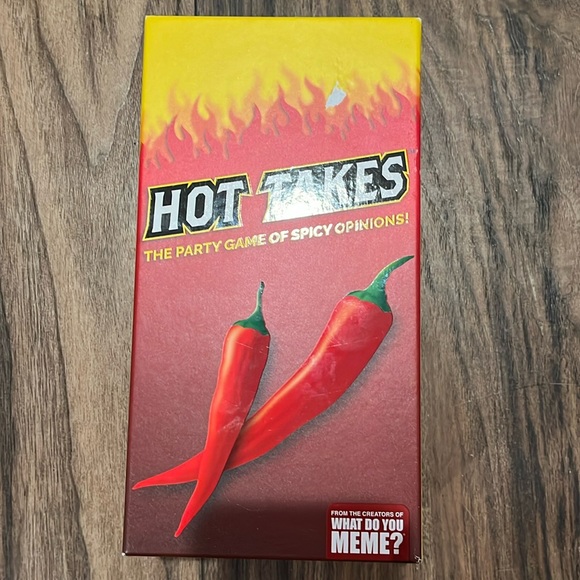 HOT TAKES
THE PARTY GAME OF SPICY OPINIONS!
FROM THE CREATORS OF
WHAT DO YOU
MEME?